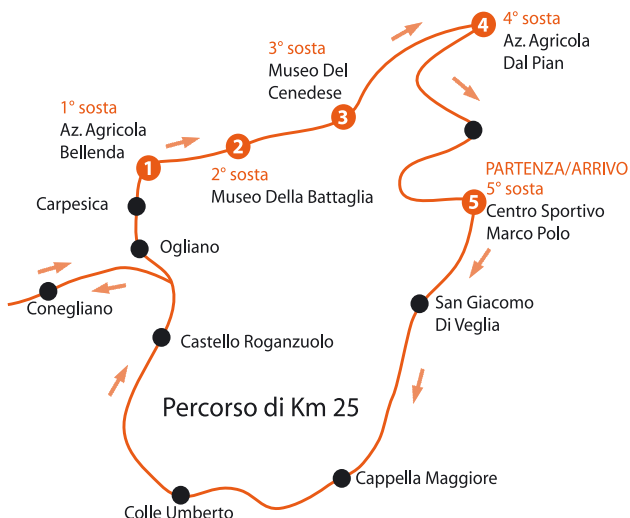 4
4° sosta
Az. Agricola
Dal Pian
3° sosta
Museo Del
Cenedese
3
1° sosta
Az. Agricola
Bellenda
2
1
2° sosta
Museo Della Battaglia
PARTENZA/ARRIVO
5° sosta
Centro Sportivo
Marco Polo
5
Carpesica
Ogliano
Conegliano
San Giacomo
Di Veglia
Castello Roganzuolo
Percorso di Km 25
Cappella Maggiore
Colle Umberto